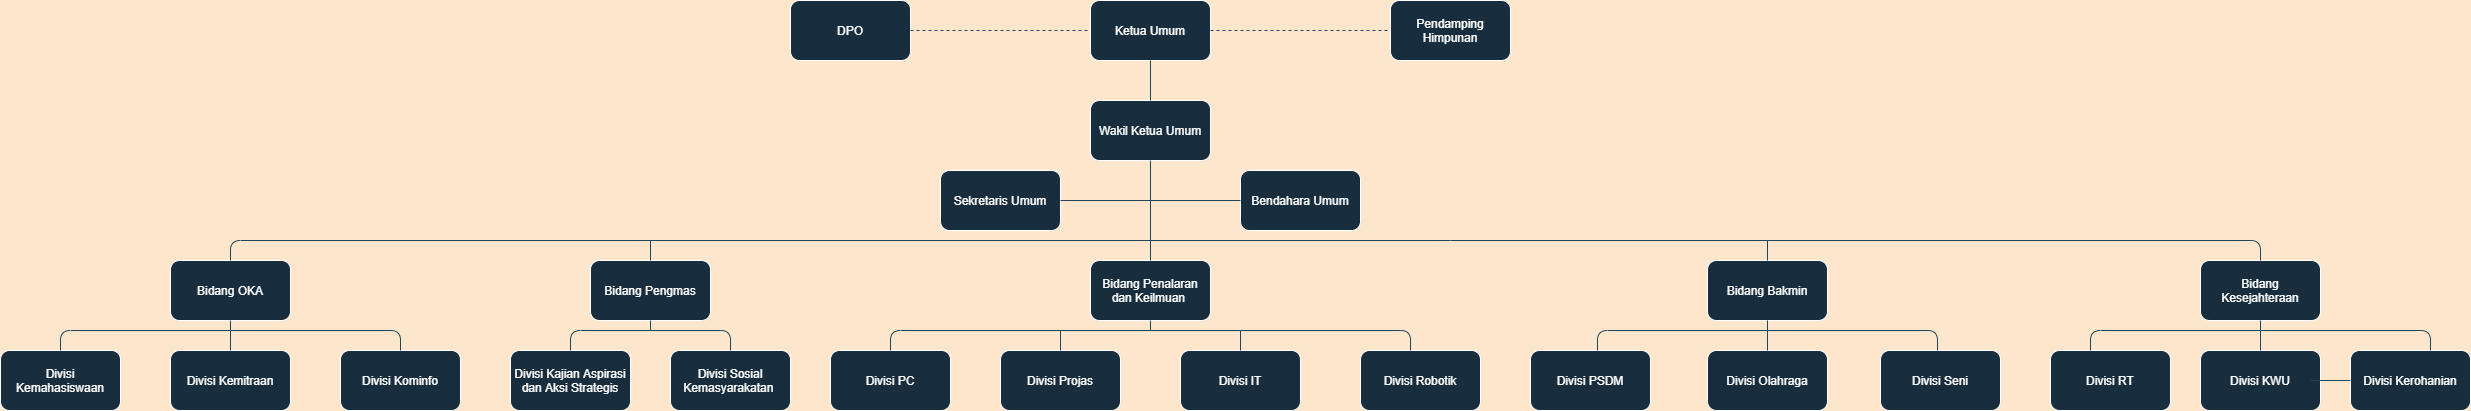 DPO
Ketua Umum
Pendamping
Himpunan
Wakil Ketua Umum
Sekretaris Umum
Bendahara Umum
Bidang OKA
Bidang Pengmas
Bidang Penalaran
dan Keilmuan
Bidang Bakmin
Bidang
Kesejahteraan
Divisi
Kemahasiswaan
Divisi Kemitraan
Divisi Kominfo
Divisi Kajian Aspirasi
dan Aksi Strategis
Divisi Sosial
Kemasyarakatan
Divisi PC
Divisi Projas
Divisi IT
Divisi Robotik
Divisi PSDM
Divisi Olahraga
Divisi Seni
Divisi RT
Divisi KWU
Divisi Kerohanian